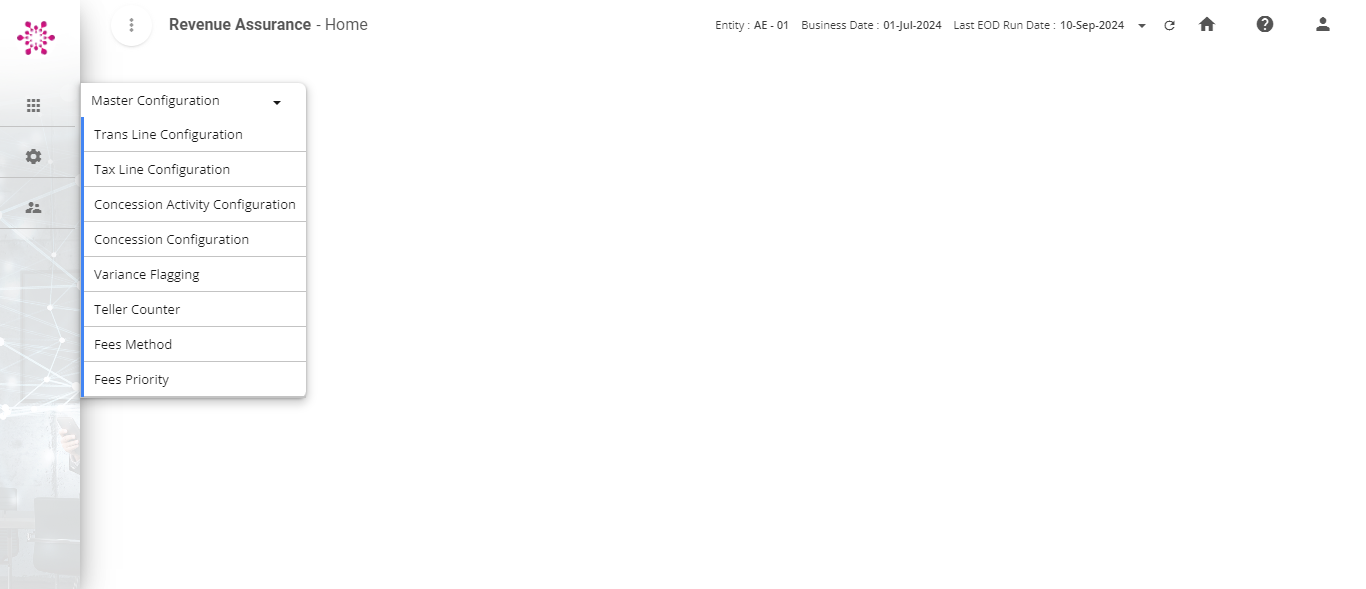 Revenue Assurance - Home
Entity : AE - 01 Business Date : 01-Jul-2024 Last EOD Run Date : 10-Sep-2024
Master Configuration
Trans Line Configuration
Tax Line Configuration
Concession Activity Configuration
Concession Configuration
Variance Flagging
Teller Counter
Fees Method
Fees Priority